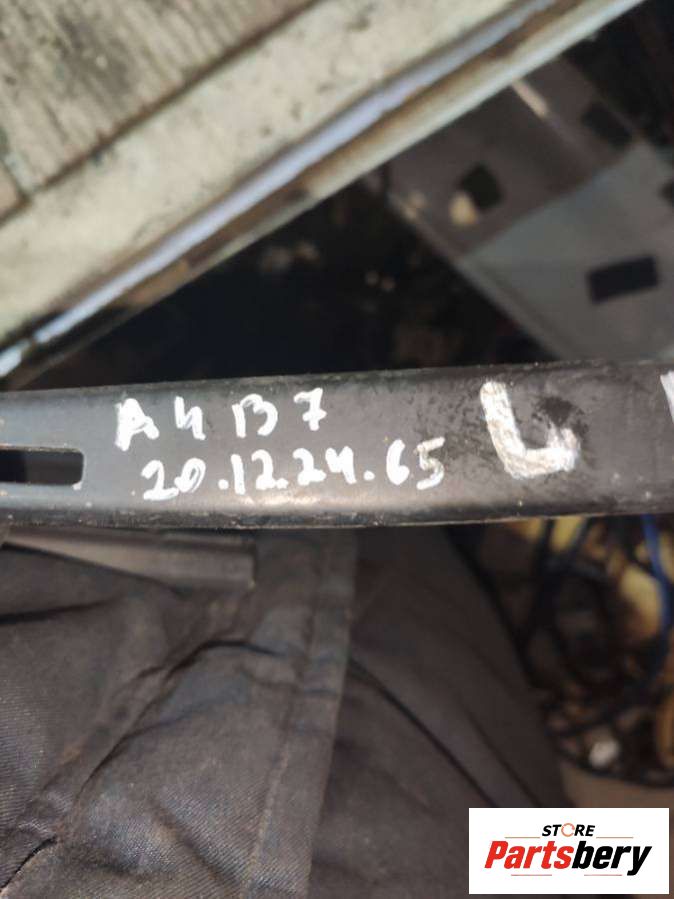 A4 B7
20.12.24.65
L
STORE
Partsbery